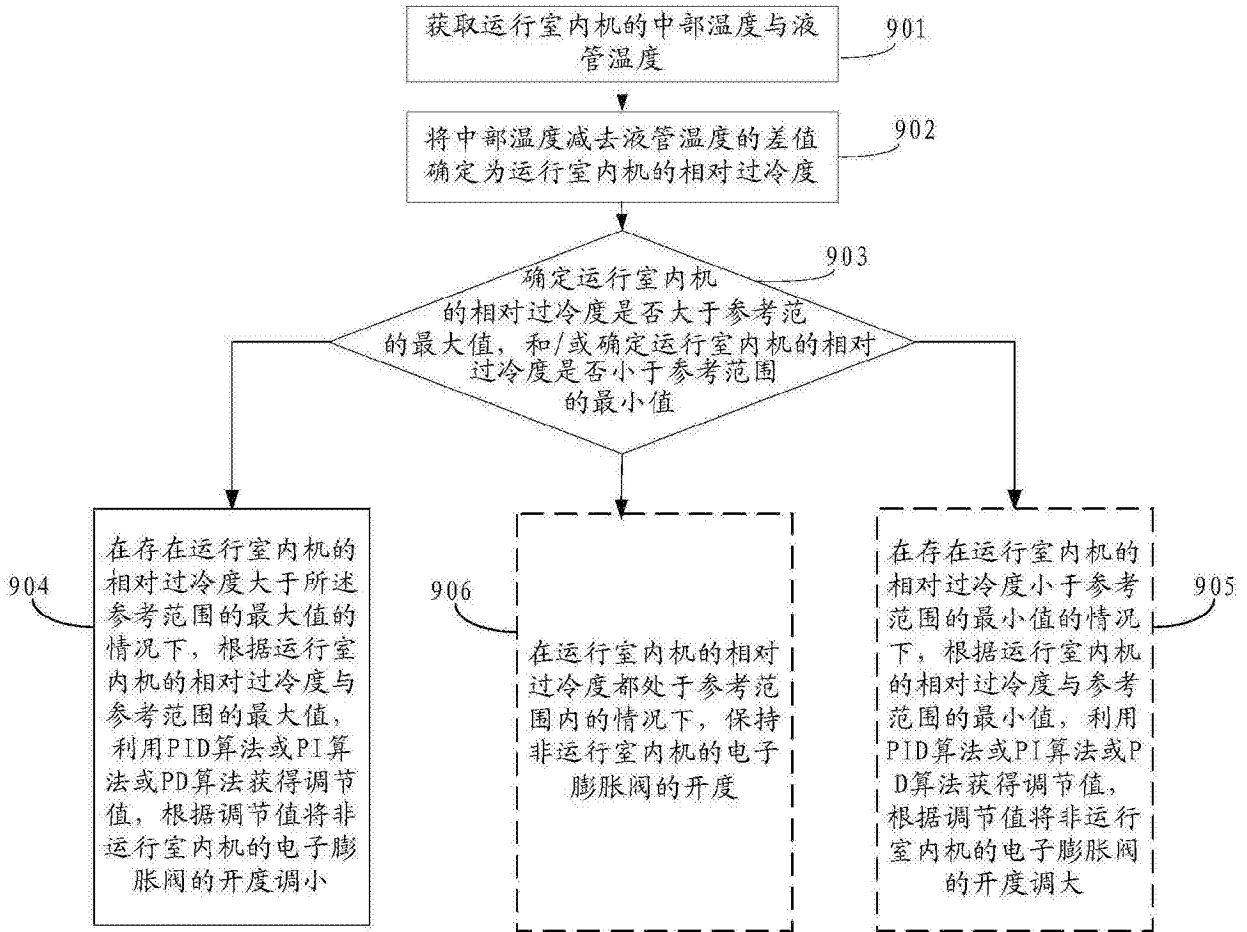 获取运行室内机的中部温度与液
管温度
901
将中部温度减去液管温度的差值
确定为运行室内机的相对过冷度
902
903
确定运行室内机
的相对过冷度是否大于参考范
的最大值，和/或确定运行室内机的相对
过冷度是否小于参考范围
的最小值
904
在存在运行室内机的
相对过冷度大于所述
参考范围的最大值的
情况下，根据运行室
内机的相对过冷度与
参考范围的最大值，
利用PID算法或PI算
法或PD算法获得调节
值，根据调节值将非
运行室内机的电子膨
胀阀的开度调小
906
在运行室内机的相对
过冷度都处于参考范
围内的情况下，保持
非运行室内机的电子
膨胀阀的开度
905
在存在运行室内机的
相对过冷度小于参考
范围的最小值的情况
下，根据运行室内机
的相对过冷度与参考
范围的最小值，利用
PID算法或PI算法或P
D算法获得调节值，
根据调节值将非运行
室内机的电子膨胀阀
的开度调大